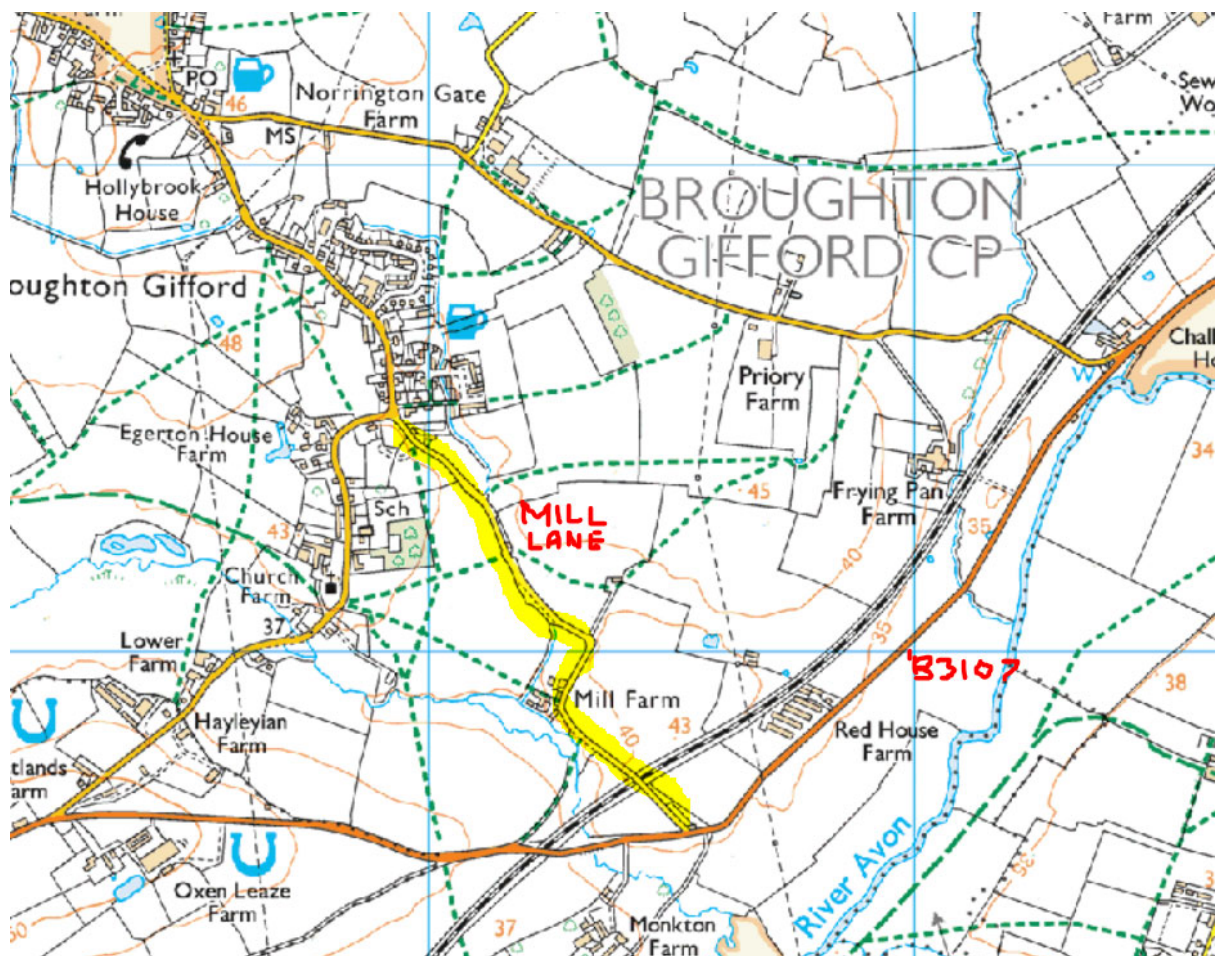 Farm
PO
46
Norrington Gate
Farm
MS
Farm
Hollybrook
House
BROUGHTON
GIFFORD CP
oughton Gifford
48
Priory
Farm
W
34
Egerton House
Farm
45
Frying Pan
Farm
35
Sch
43
MILL
LANE
40
Church
Farm
37
35
Lower
Farm
B3107
38
Mill Farm
43
Hayleyian
Farm
40
Red House
Farm
tlands
arm
River Avon
Oxen Leaze
Farm
35
37
Monkton
Farm